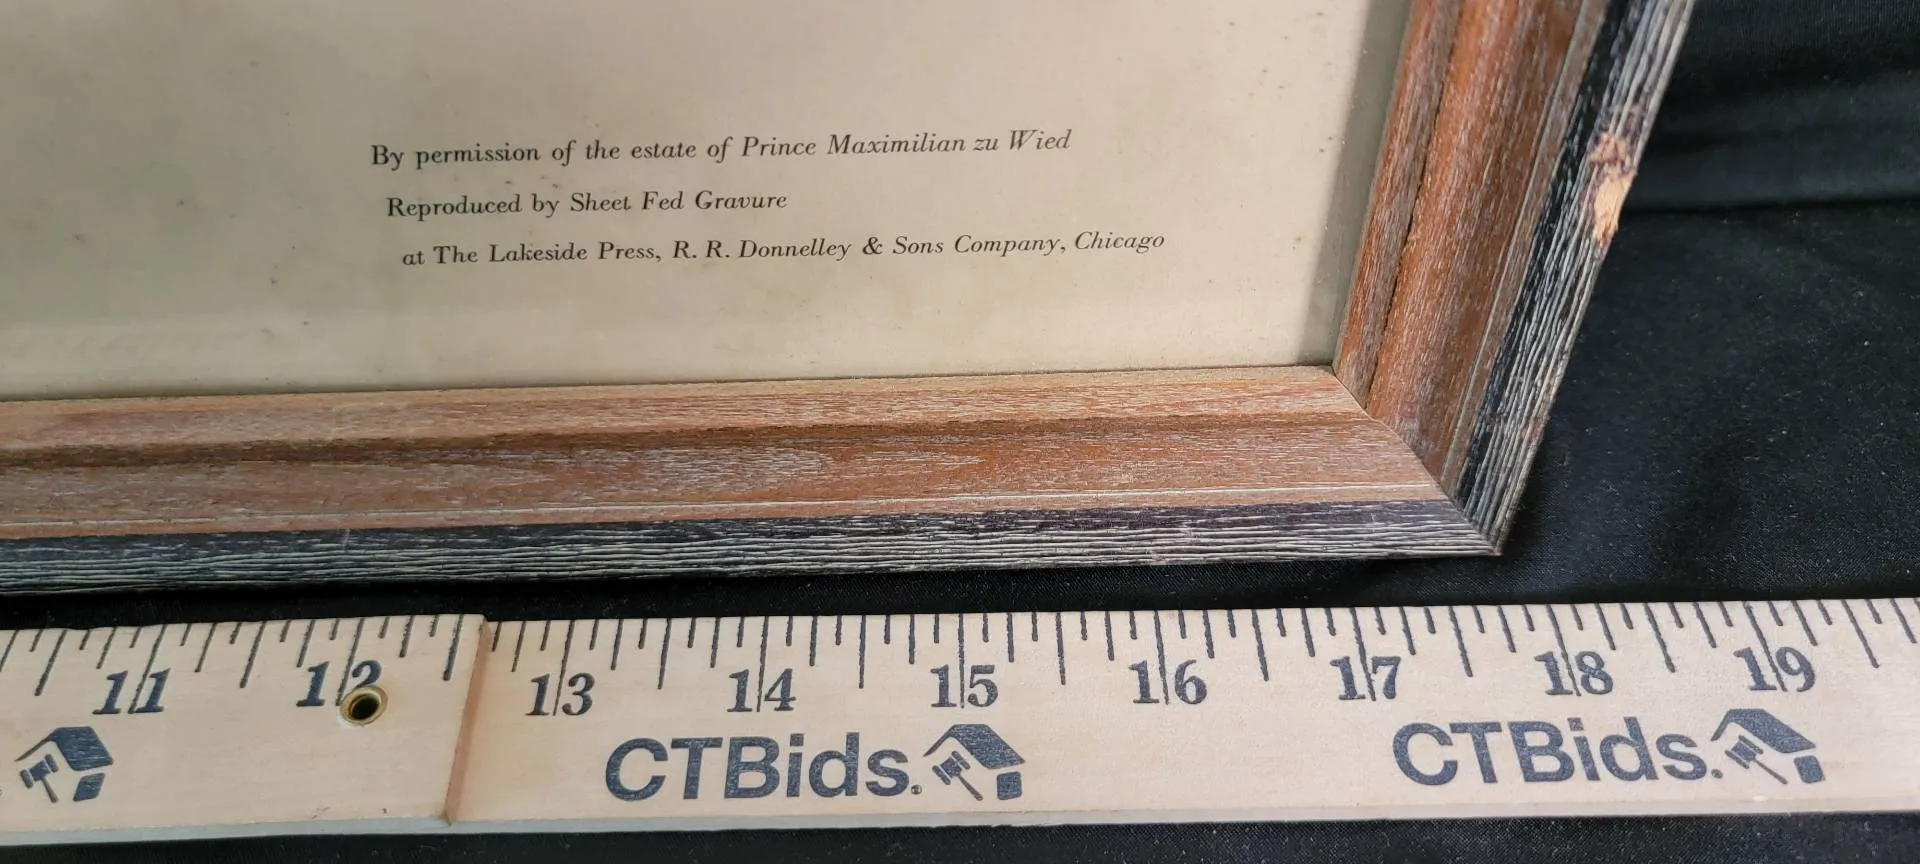 By permission of the estate of Prince Maximilian zu Wied
Reproduced by Sheet Fed Gravure
at The Lakeside Press, R. R. Donnelley & Sons Company, Chicago
11 12 13 14 15 16 17 18 19
CTBids. CTBids.